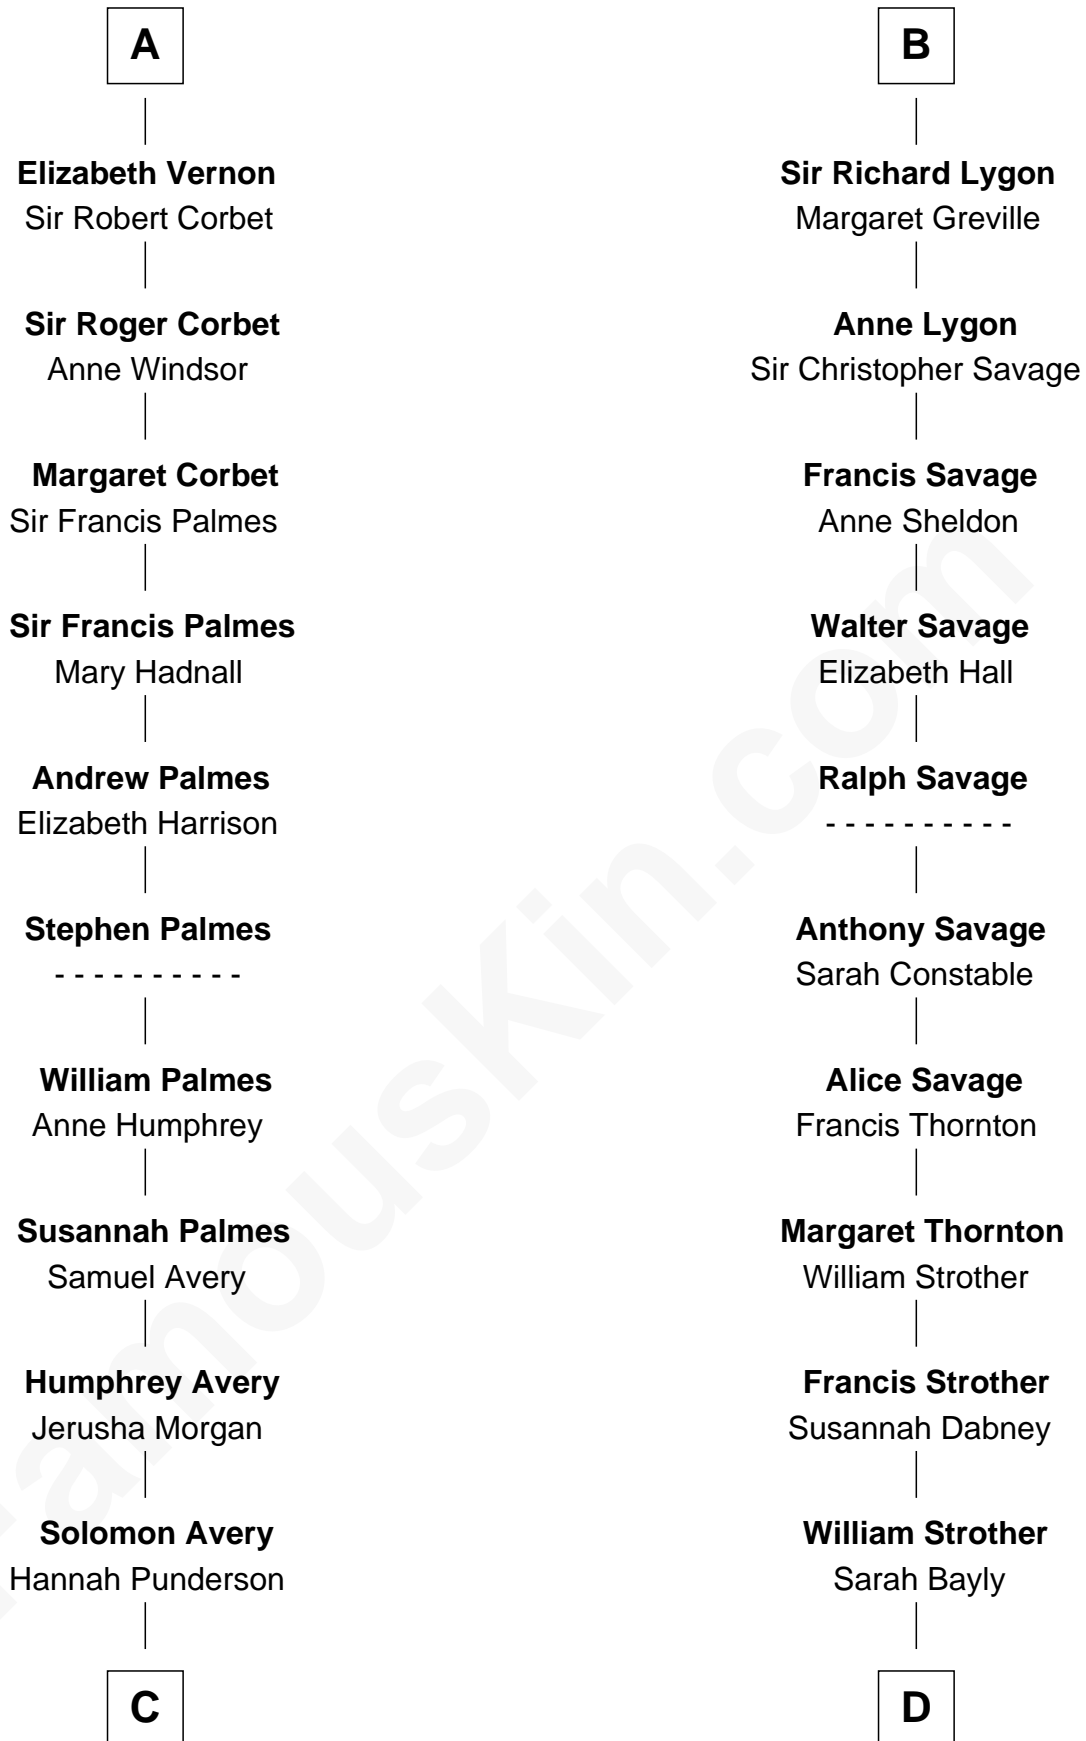 A
Elizabeth Vernon
Sir Robert Corbet
Sir Roger Corbet
Anne Windsor
Margaret Corbet
Sir Francis Palmes
Sir Francis Palmes
Mary Hadnall
Andrew Palmes
Elizabeth Harrison
Stephen Palmes
- - - - - - - - - -
William Palmes
Anne Humphrey
Susannah Palmes
Samuel Avery
Humphrey Avery
Jerusha Morgan
Solomon Avery
Hannah Punderson
C
B
Sir Richard Lygon
Margaret Greville
Anne Lygon
Sir Christopher Savage
Francis Savage
Anne Sheldon
Walter Savage
Elizabeth Hall
Ralph Savage
- - - - - - - - - -
Anthony Savage
Sarah Constable
Alice Savage
Francis Thornton
Margaret Thornton
William Strother
Francis Strother
Susannah Dabney
William Strother
Sarah Bayly
D
FamousKin.com